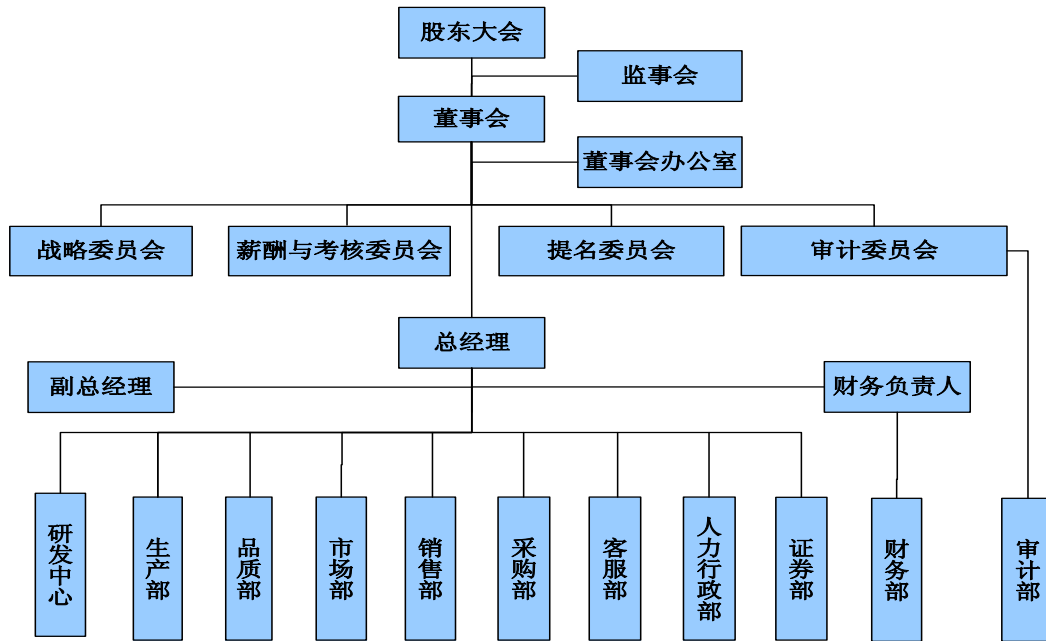 股东大会
监事会
董事会
董事会办公室
战略委员会
薪酬与考核委员会
提名委员会
审计委员会
总经理
副总经理
财务负责人
研发中心
生产部
品质部
市场部
销售部
采购部
客服部
人力行政部
证券部
财务部
审计部